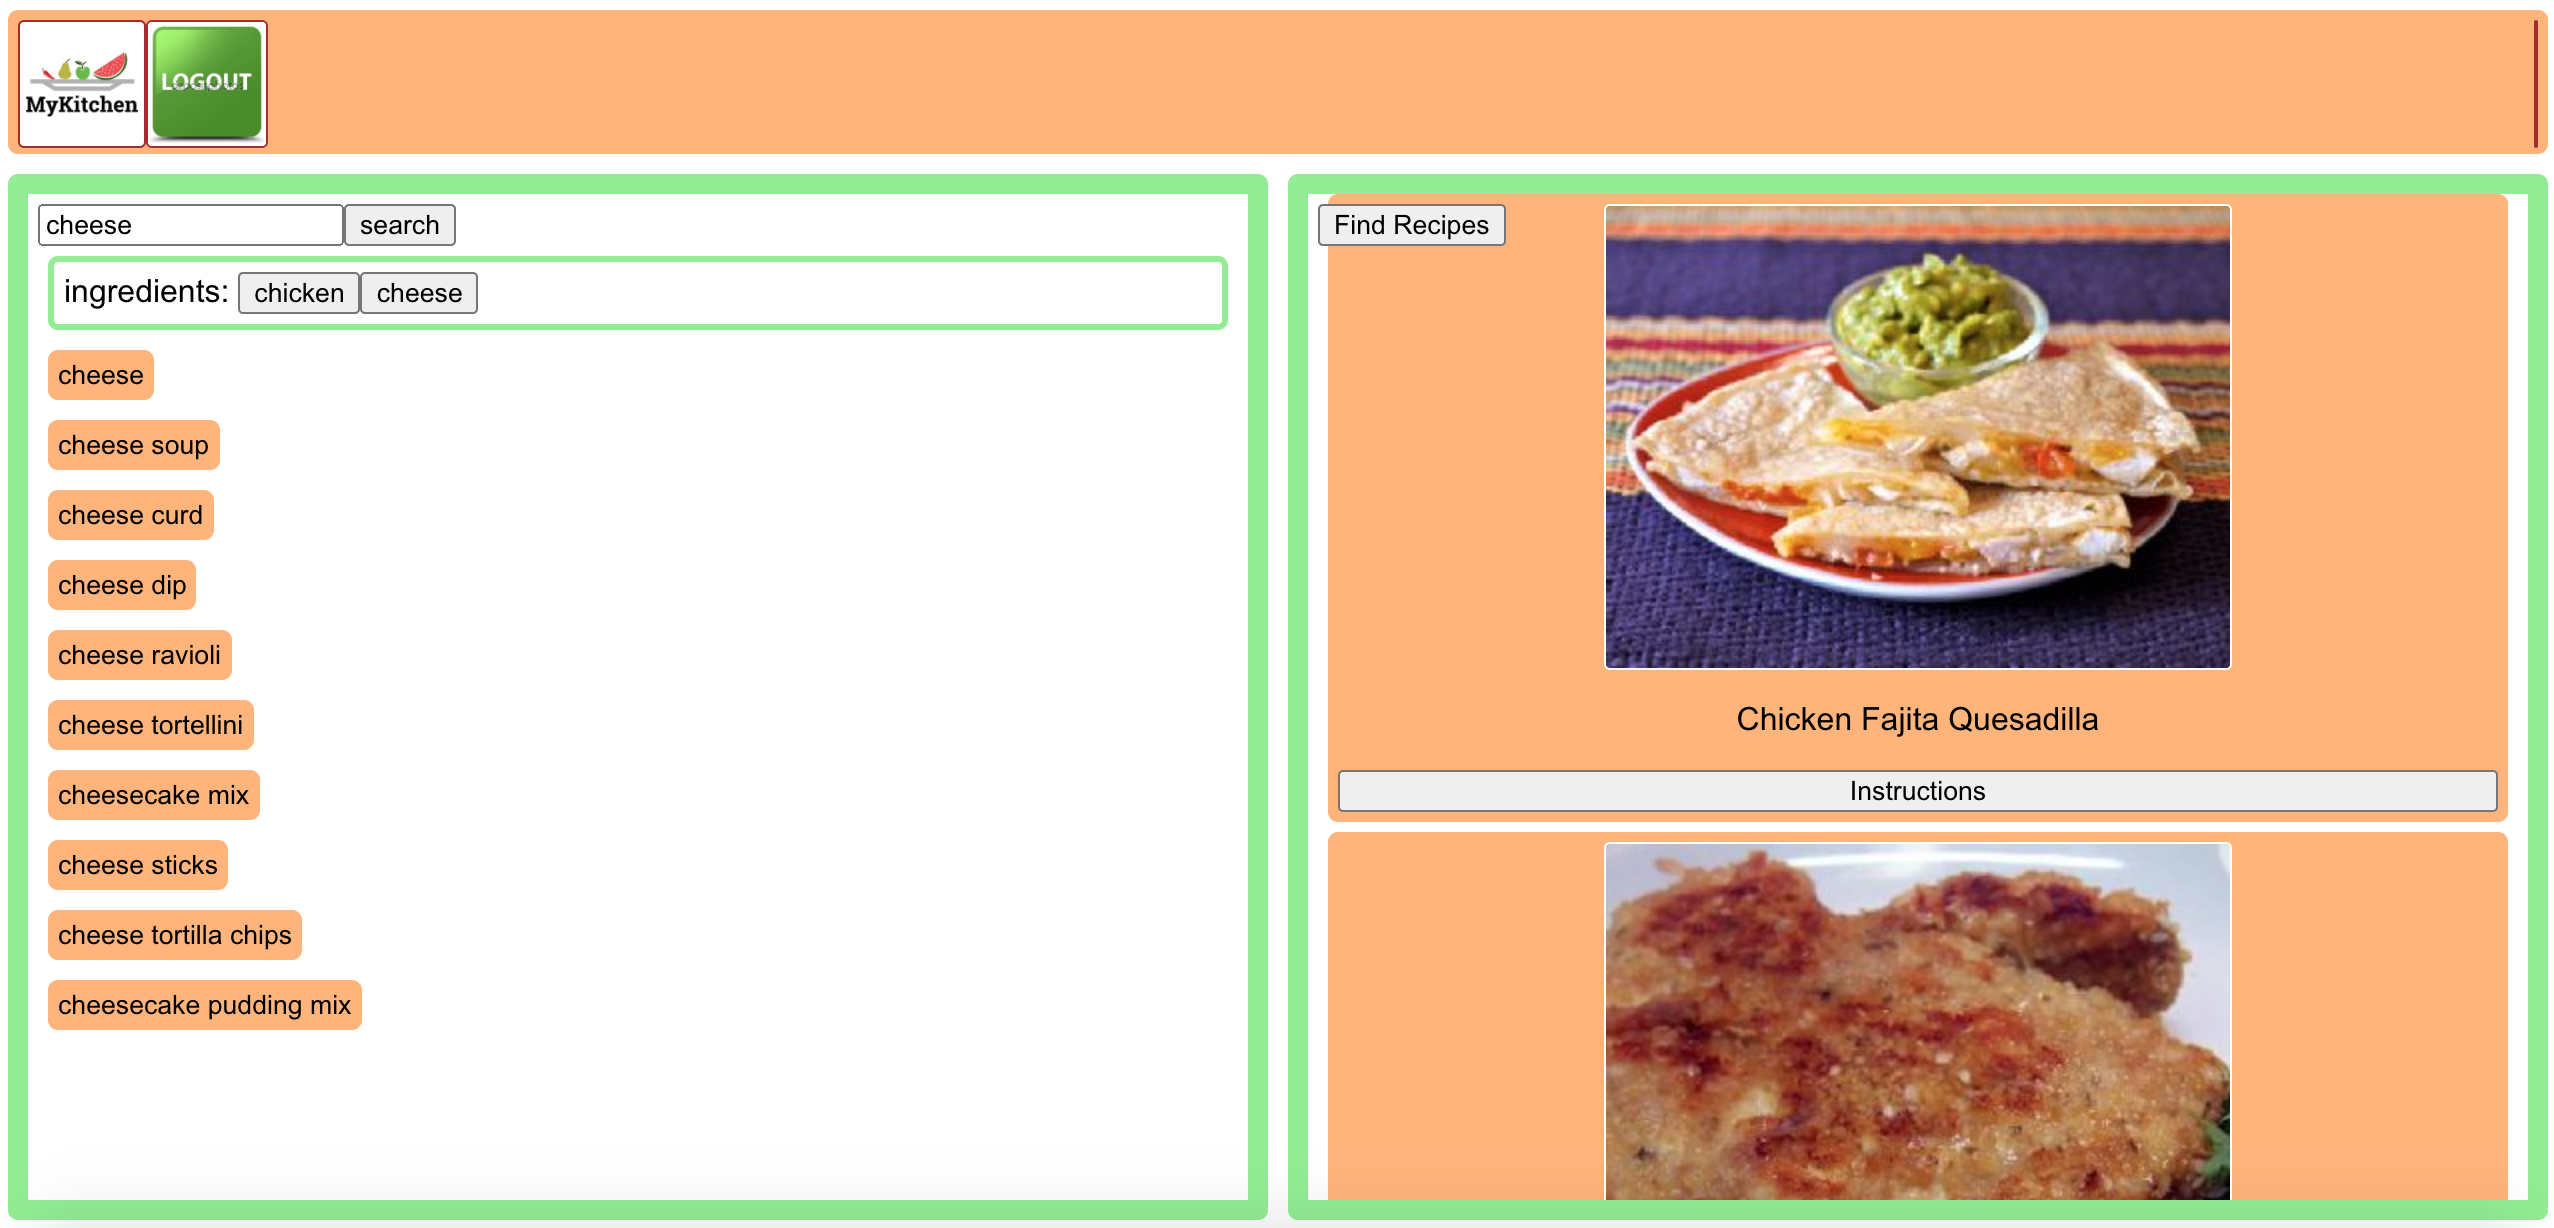 MyKitchen
LOGOUT
cheese search
ingredients: chicken cheese
cheese
cheese soup
cheese curd
cheese dip
cheese ravioli
cheese tortellini
cheesecake mix
cheese sticks
cheese tortilla chips
cheesecake pudding mix
Find Recipes
Chicken Fajita Quesadilla
Instructions